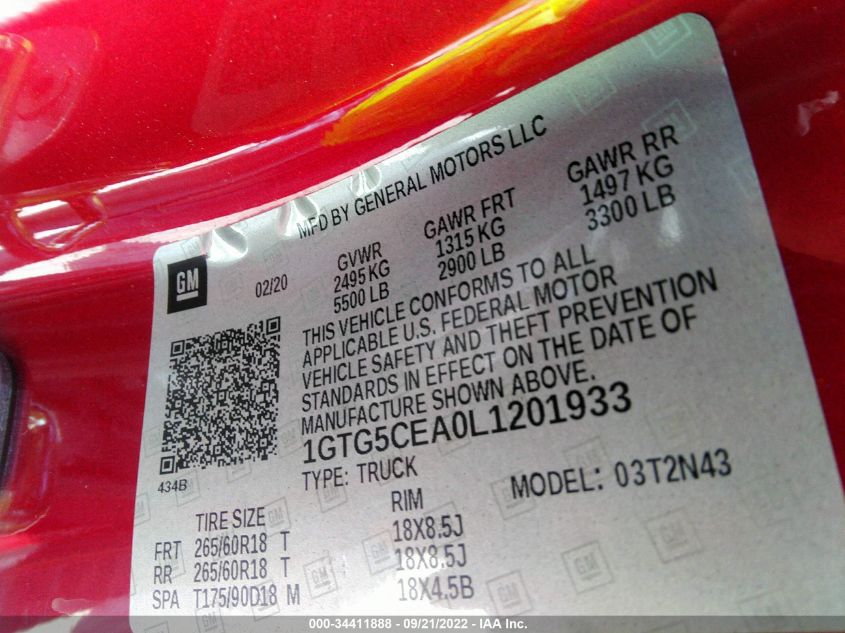 MFD BY GENERAL MOTORS LLC
GM
02/20
GVWR
2495 KG
5500 LB
GAWR FRT
1315 KG
2900 LB
GAWR RR
1497 KG
3300 LB
THIS VEHICLE CONFORMS TO ALL
APPLICABLE U.S. FEDERAL MOTOR
VEHICLE SAFETY AND THEFT PREVENTION
STANDARDS IN EFFECT ON THE DATE OF
MANUFACTURE SHOWN ABOVE.
1GTG5CEA0L1201933
434B
TYPE: TRUCK
MODEL: 03T2N43
TIRE SIZE RIM
FRT 265/60R18 T 18X8.5J
RR 265/60R18 T 18X8.5J
SPA T175/90D18 M 18X4.5B
000-34411888 - 09/21/2022 - IAA Inc.